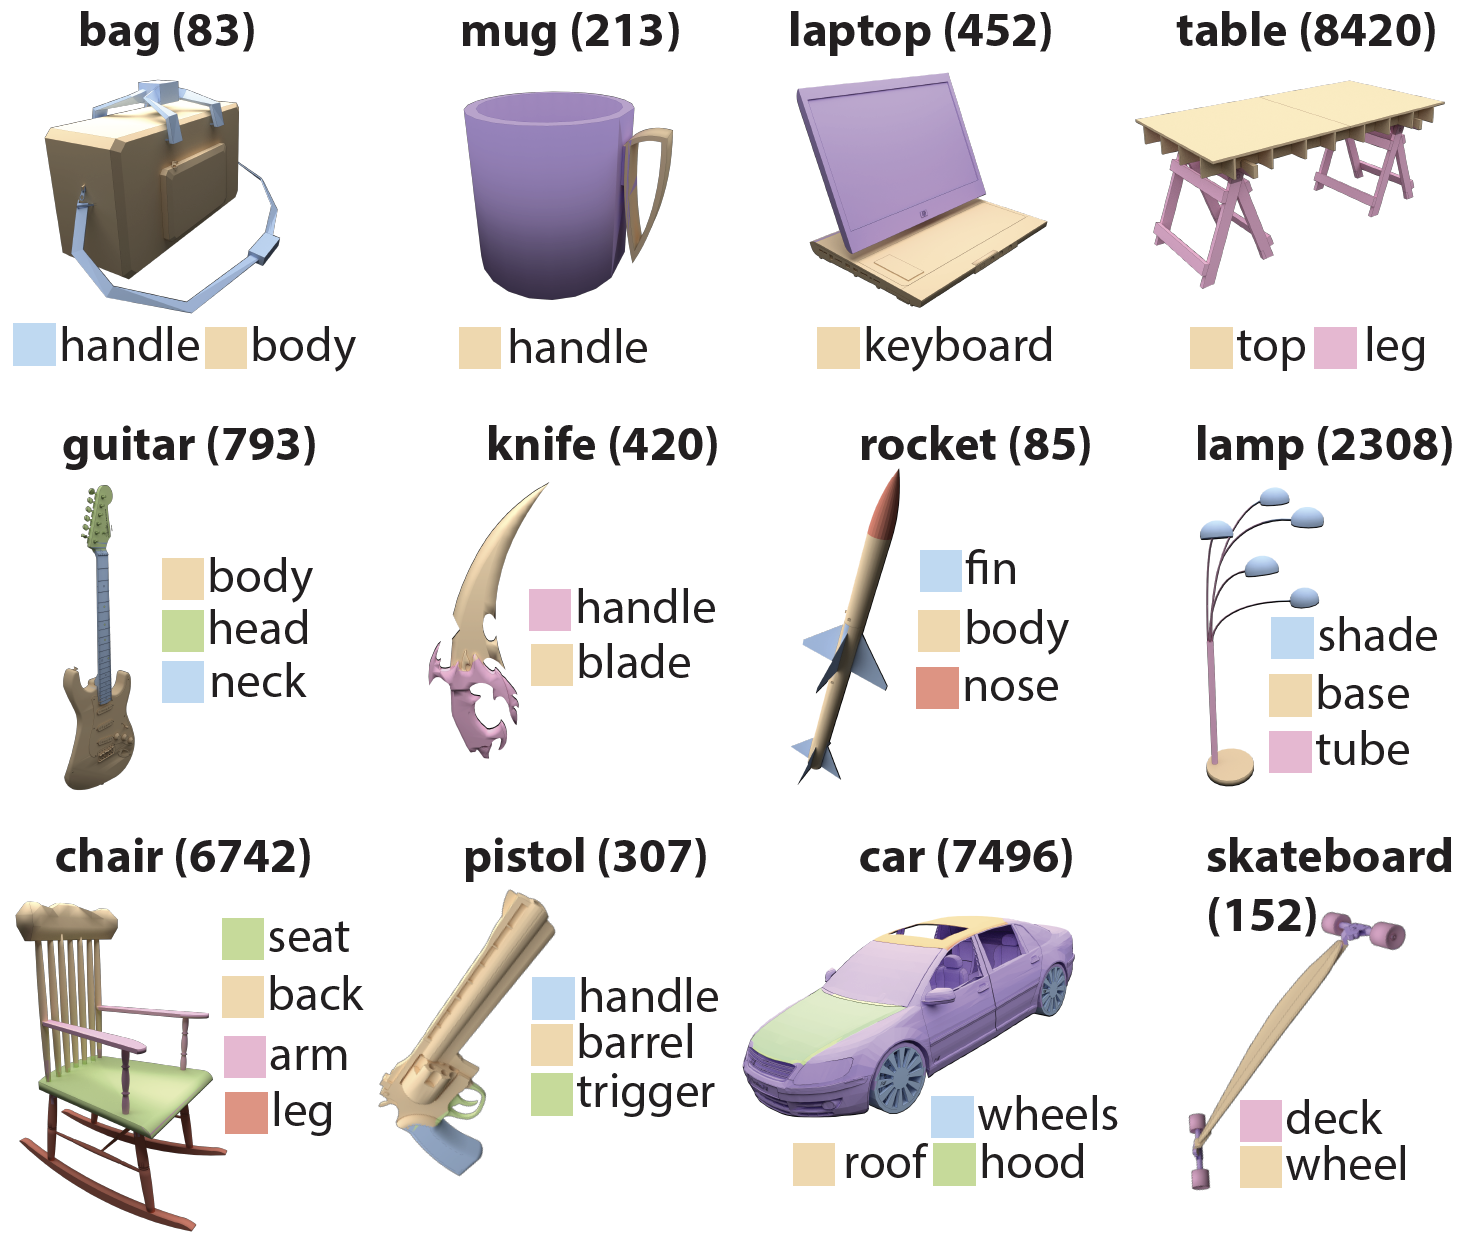 bag (83)
mug (213)
laptop (452)
table (8420)
handle body
handle
keyboard
top leg
guitar (793)
knife (420)
rocket (85)
lamp (2308)
body
head
neck
handle
blade
fin
body
nose
shade
base
tube
chair (6742)
pistol (307)
car (7496)
skateboard
(152)
seat
back
arm
leg
handle
barrel
trigger
wheels
roof hood
deck
wheel